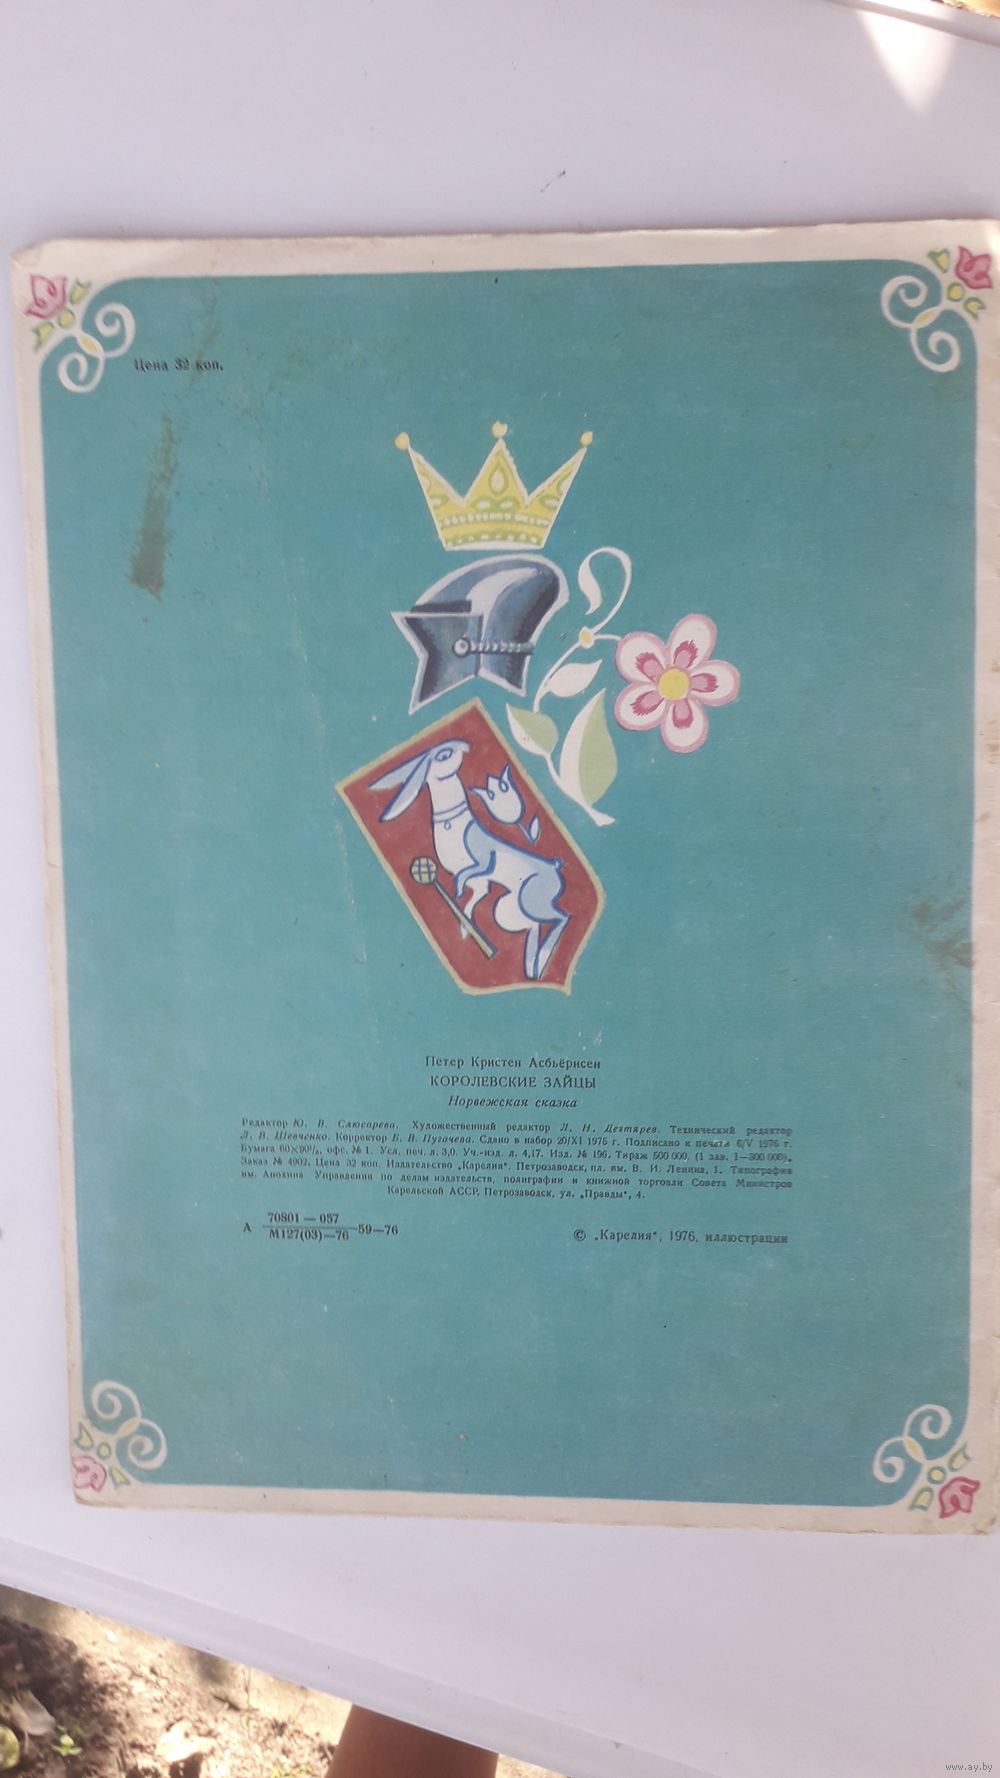 Цена 32 коп.
Петер Кристен Асбьёрнсен
КОРОЛЕВСКИЕ ЗАЙЦЫ
Норвежская сказка
Редактор Ю. В. Слюсарева. Художественный редактор Л. Н. Дегтярев. Технический редактор
Л. В. Шевченко. Корректор Б. В. Пугачева. Сдано в набор 20/XI 1975 г. Подписано к печати 6/V 1976 г.
Бумага 60×90¹/₈, офс. № 1. Усл. печ. л. 3,0. Уч.-изд. л. 4,17. Изд. № 196. Тираж 500 000. (1 зав. 1—300 000).
Заказ № 4902. Цена 32 коп. Издательство „Карелия“. Петрозаводск, пл. им. В. И. Ленина, 1. Типография
им. Анохина Управления по делам издательств, полиграфии и книжной торговли Совета Министров
Карельской АССР, Петрозаводск, ул. „Правды“, 4.
70801 — 057
А М127(03)—76 59—76
© „Карелия“, 1976, иллюстрации
www.ay.by